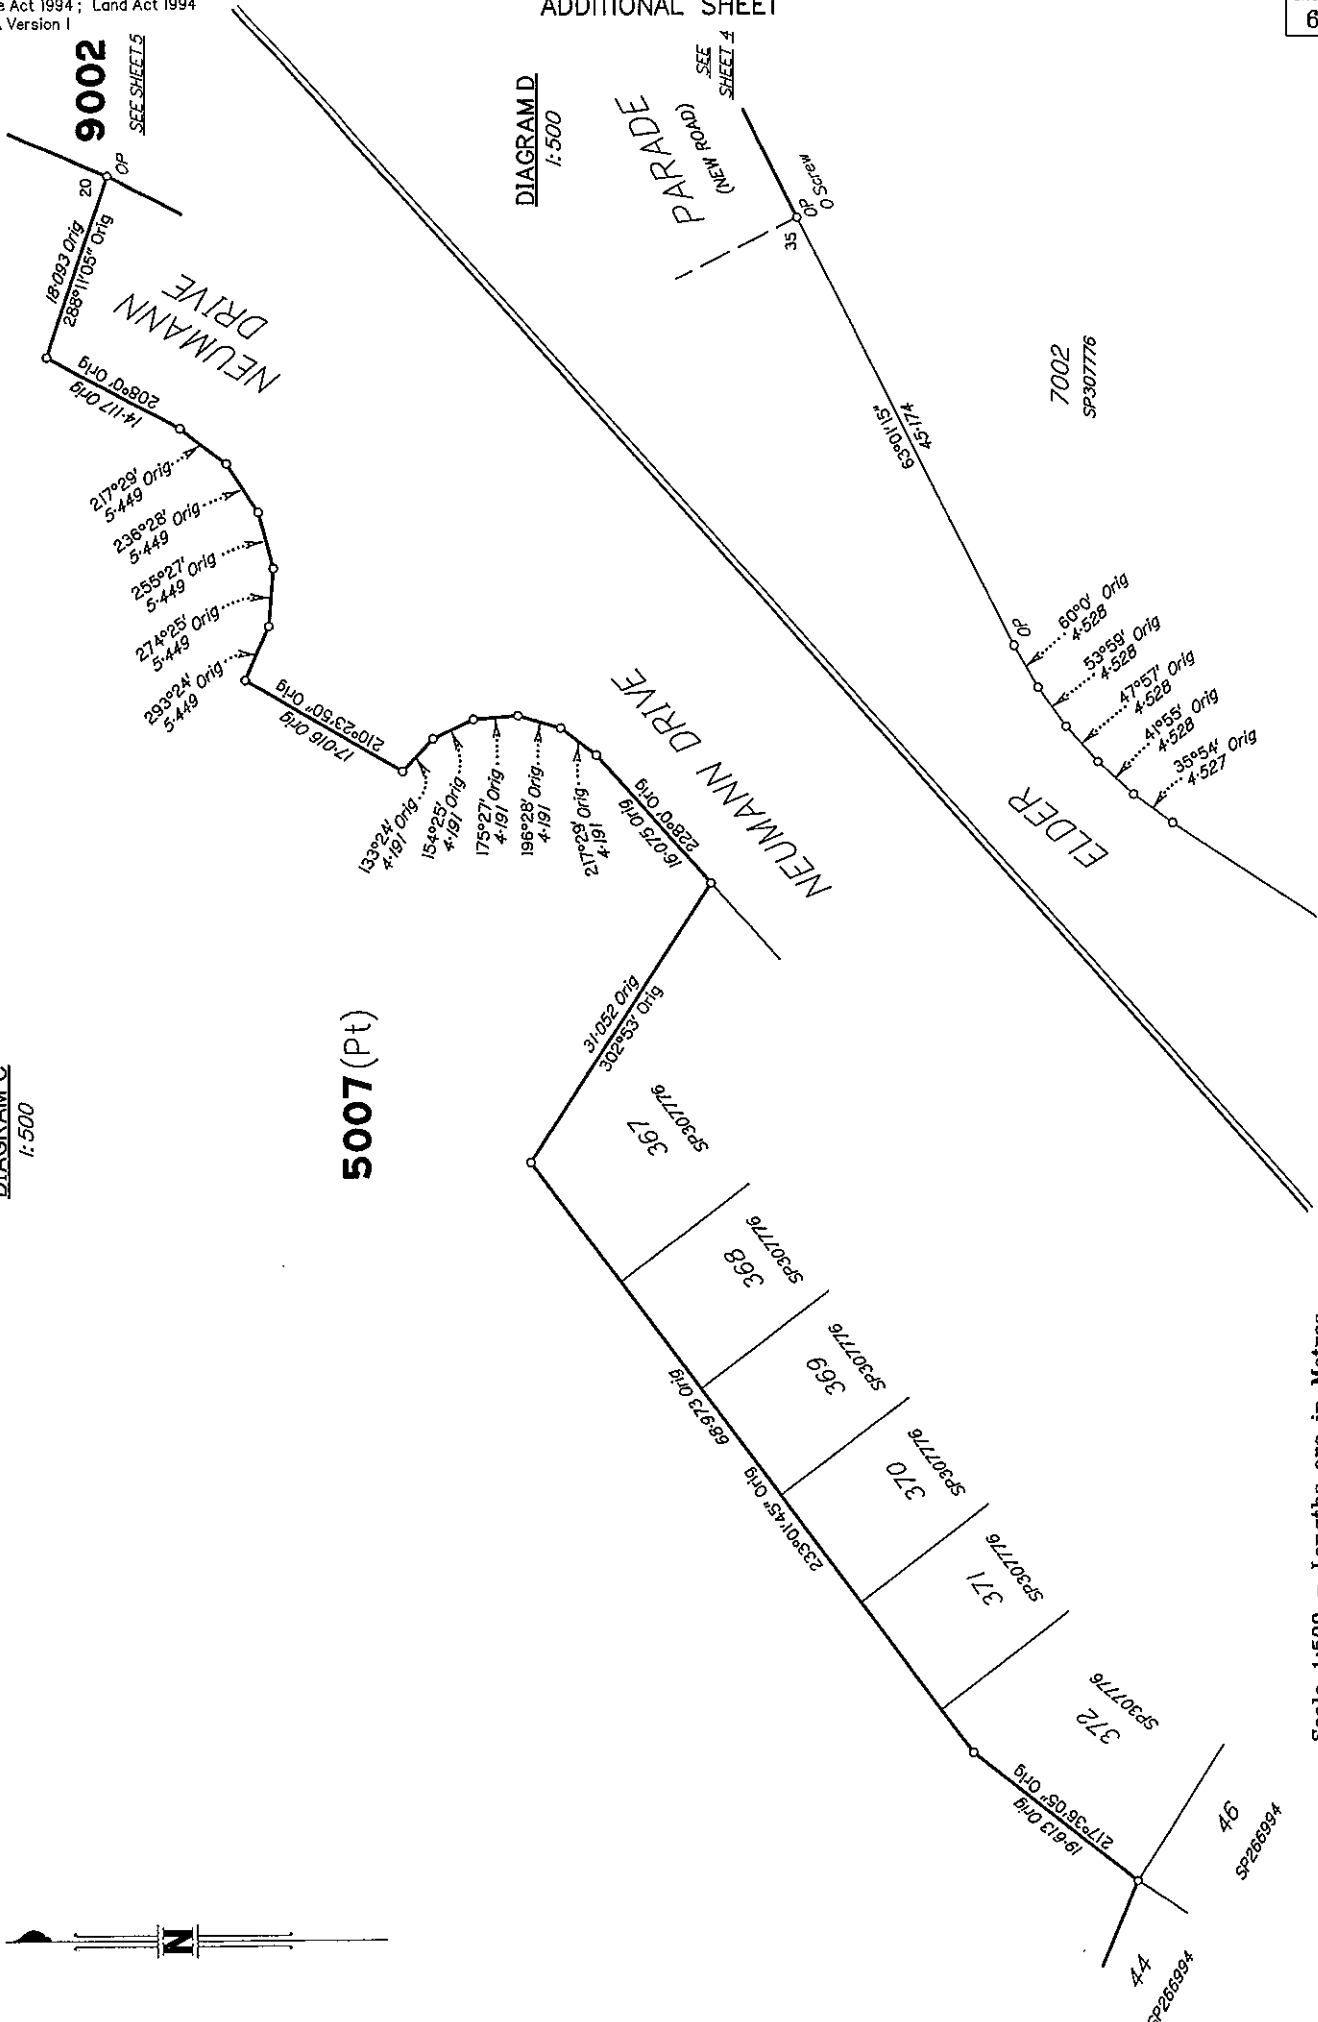 e Act 1994 ; Land Act 1994
Version 1
ADDITIONAL SHEET
6
9002
SEE SHEET 5
20
OP
18·093 Orig
288°11'05" Orig
NEUMANN
DRIVE
14·117 Orig
208°0' Orig
217°29' Orig
5·449
236°28' Orig
5·449
255°27' Orig
5·449
274°25' Orig
5·449
293°24' Orig
5·449
17·016 Orig
210°23'50" Orig
133°24' Orig
4·191
154°25' Orig
4·191
175°27' Orig
4·191
196°28' Orig
4·191
217°29' Orig
4·191
16·075 Orig
228°0' Orig
NEUMANN DRIVE
DIAGRAM D
1:500
PARADE
(NEW ROAD)
SEE
SHEET 4
35
OP
O Screw
63°01'15"
45·174
7002
SP307776
OP
60°0' Orig
4·528
53°59' Orig
4·528
47°57' Orig
4·528
41°55' Orig
4·528
35°54' Orig
4·527
ELDER
DIAGRAM C
1:500
5007 (Pt)
31·052 Orig
302°53' Orig
367
SP307776
368
SP307776
369
SP307776
370
SP307776
371
SP307776
372
SP307776
68·973 Orig
233°01'45" Orig
19·613 Orig
217°36'05" Orig
46
SP266994
44
SP266994
N
Scale 1:500 – Lengths are in Metres